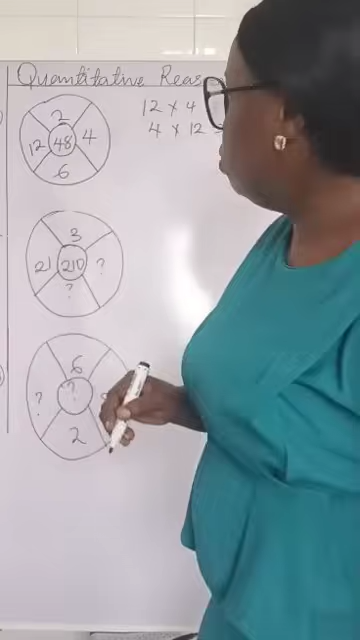 Quantitative Reas
12 x 4
4 x 12 =
2
12 48 4
6
3
21 210 ?
?
6
? ?
2